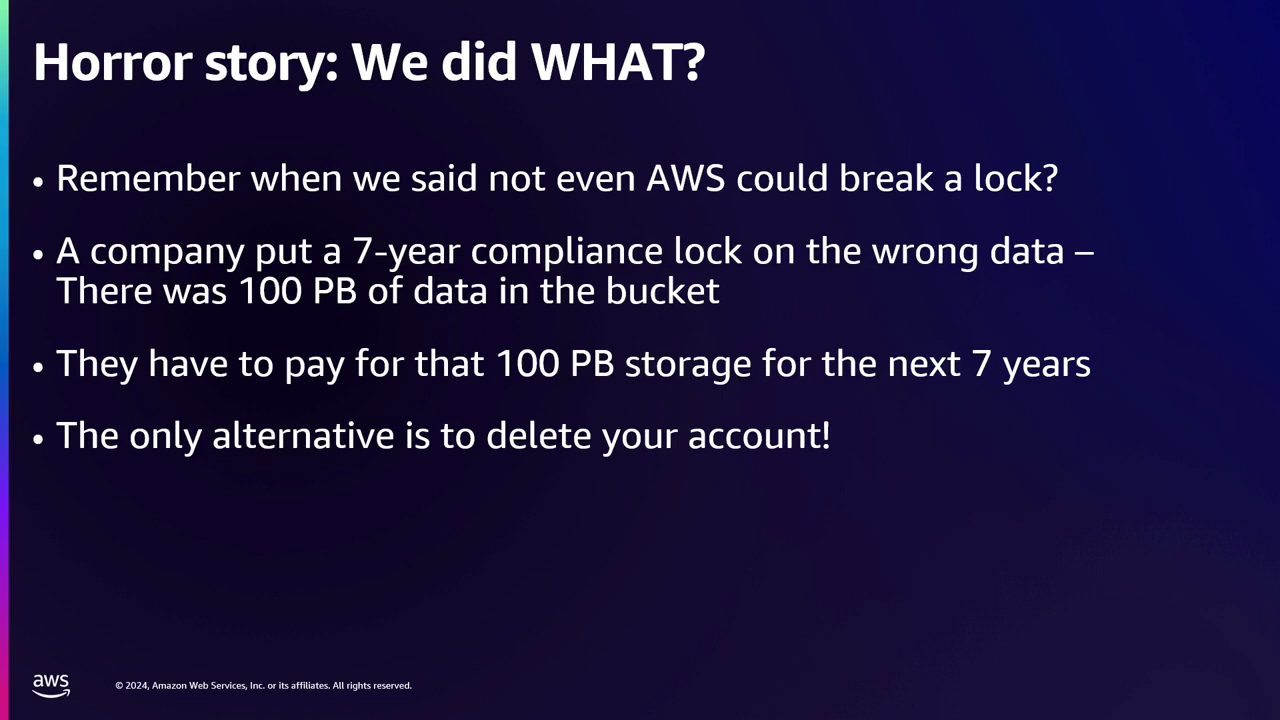 Horror story: We did WHAT?
• Remember when we said not even AWS could break a lock?
• A company put a 7-year compliance lock on the wrong data –
There was 100 PB of data in the bucket
• They have to pay for that 100 PB storage for the next 7 years
• The only alternative is to delete your account!
aws
© 2024, Amazon Web Services, Inc. or its affiliates. All rights reserved.